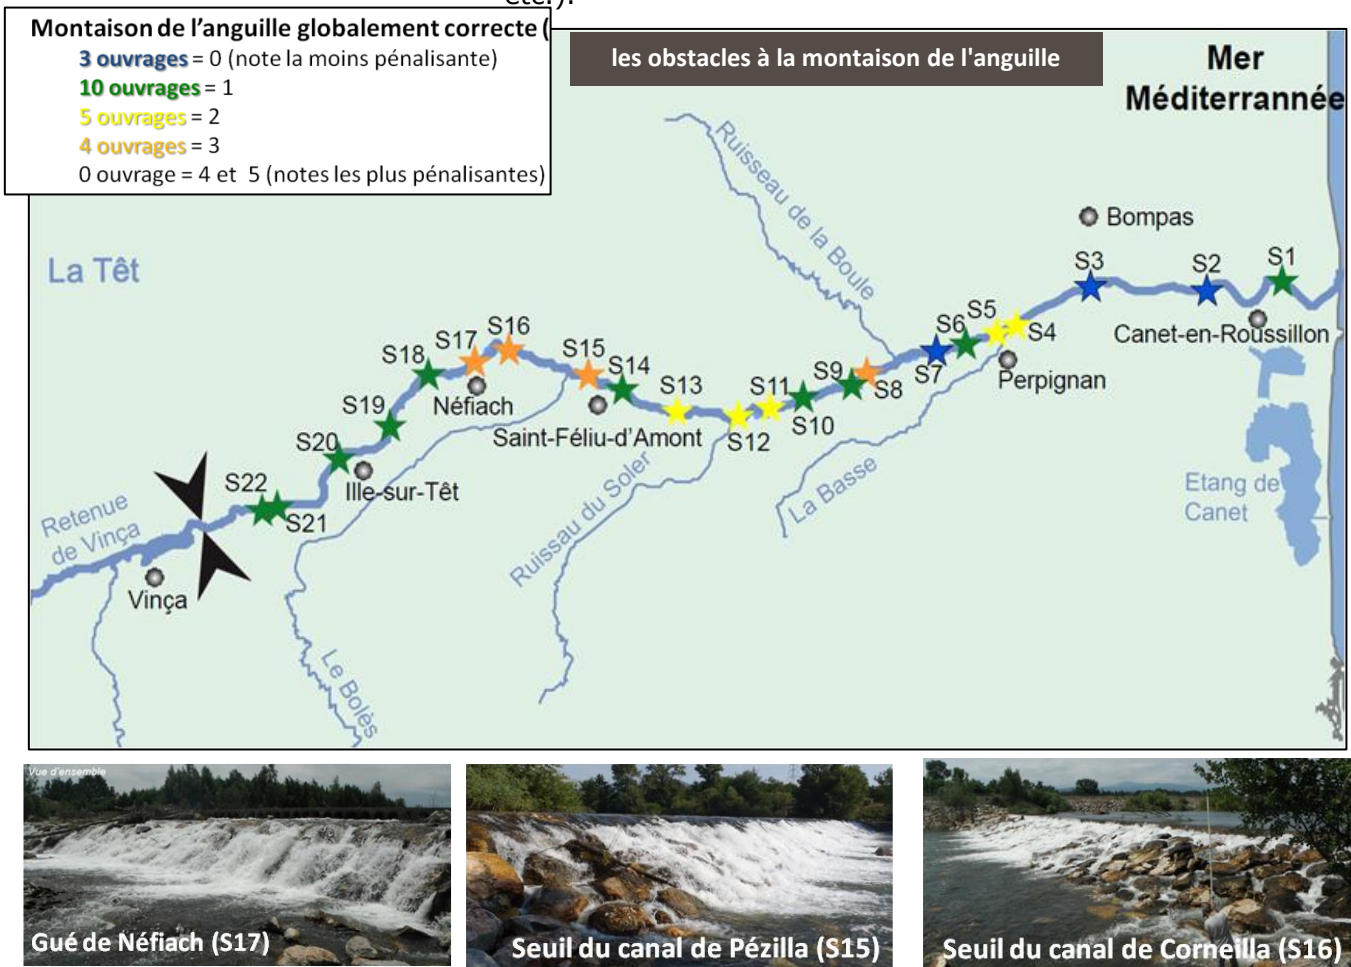 Montaison de l'anguille globalement correcte (
3 ouvrages = 0 (note la moins pénalisante)
10 ouvrages = 1
5 ouvrages = 2
4 ouvrages = 3
0 ouvrage = 4 et 5 (notes les plus pénalisantes)
les obstacles à la montaison de l'anguille
Mer
Méditerrannée
Ruisseau de la Boule
Bompas
La Têt
S3
S2
S1
Canet-en-Roussillon
S6
S5
S4
S7
Perpignan
S18
S17
S16
S15
S14
S13
S12
S11
S10
S9
S8
Néfiach
Saint-Féliu-d'Amont
S19
S20
Ille-sur-Têt
S22
S21
Retenue
de Vinça
Vinça
Ruissau du Soler
La Basse
Etang de
Canet
Le Bolès
Vue d'ensemble
Gué de Néfiach (S17)
Seuil du canal de Pézilla (S15)
Seuil du canal de Corneilla (S16)